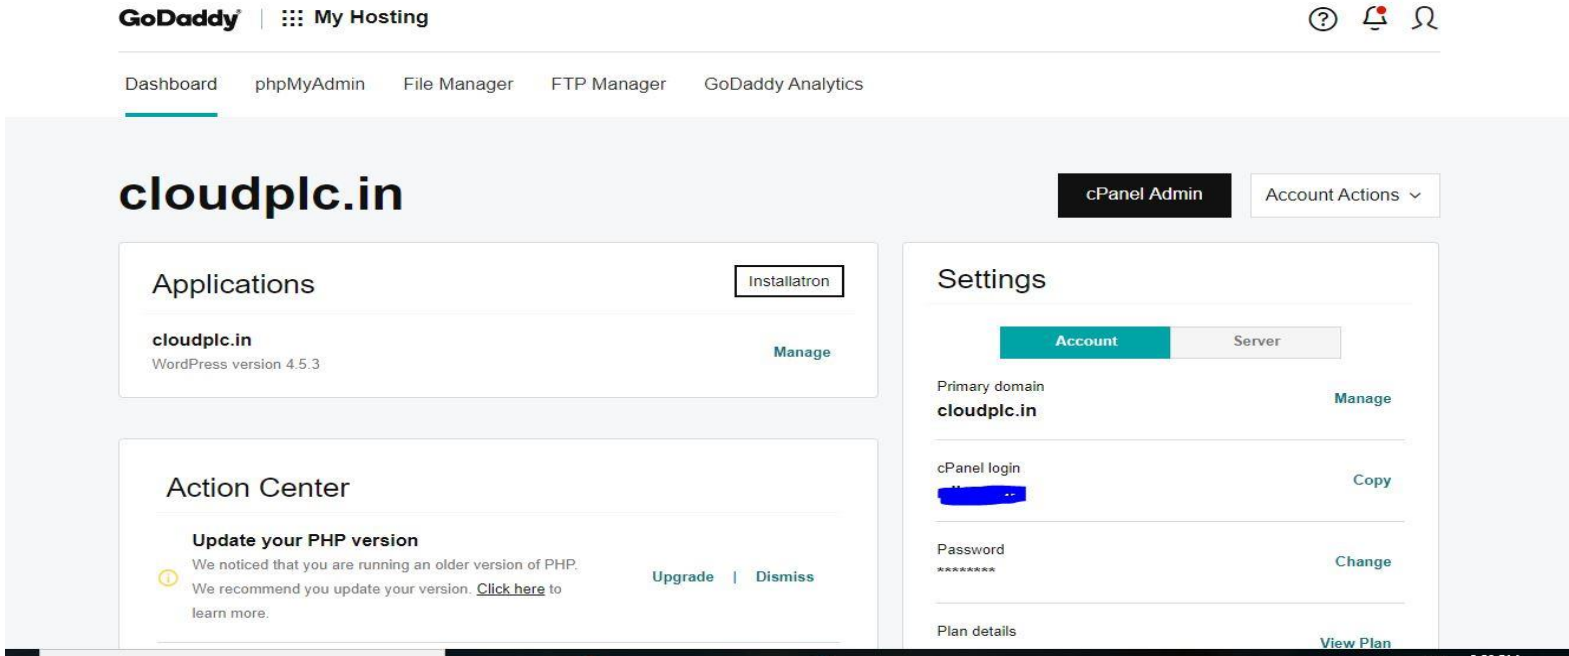 GoDaddy My Hosting
Dashboard phpMyAdmin File Manager FTP Manager GoDaddy Analytics
cloudplc.in
cPanel Admin Account Actions
Applications
Installatron
cloudplc.in
WordPress version 4.5.3
Manage
Action Center
Update your PHP version
We noticed that you are running an older version of PHP.
We recommend you update your version. Click here to
learn more.
Upgrade | Dismiss
Settings
Account Server
Primary domain
cloudplc.in
Manage
cPanel login
Copy
Password
********
Change
Plan details
View Plan